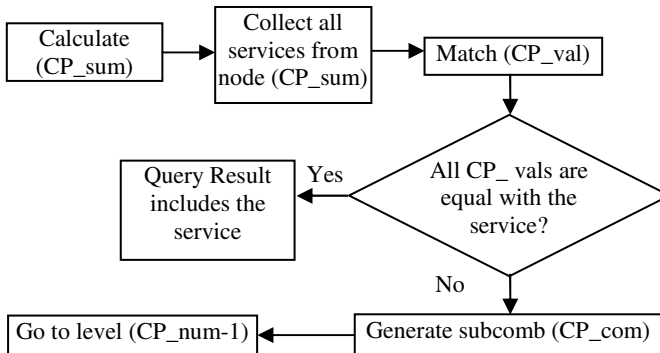 Calculate
(CP_sum)
Collect all
services from
node (CP_sum)
Match (CP_val)
All CP_ vals are
equal with the
service?
Yes
Query Result
includes the
service
No
Generate subcomb (CP_com)
Go to level (CP_num-1)